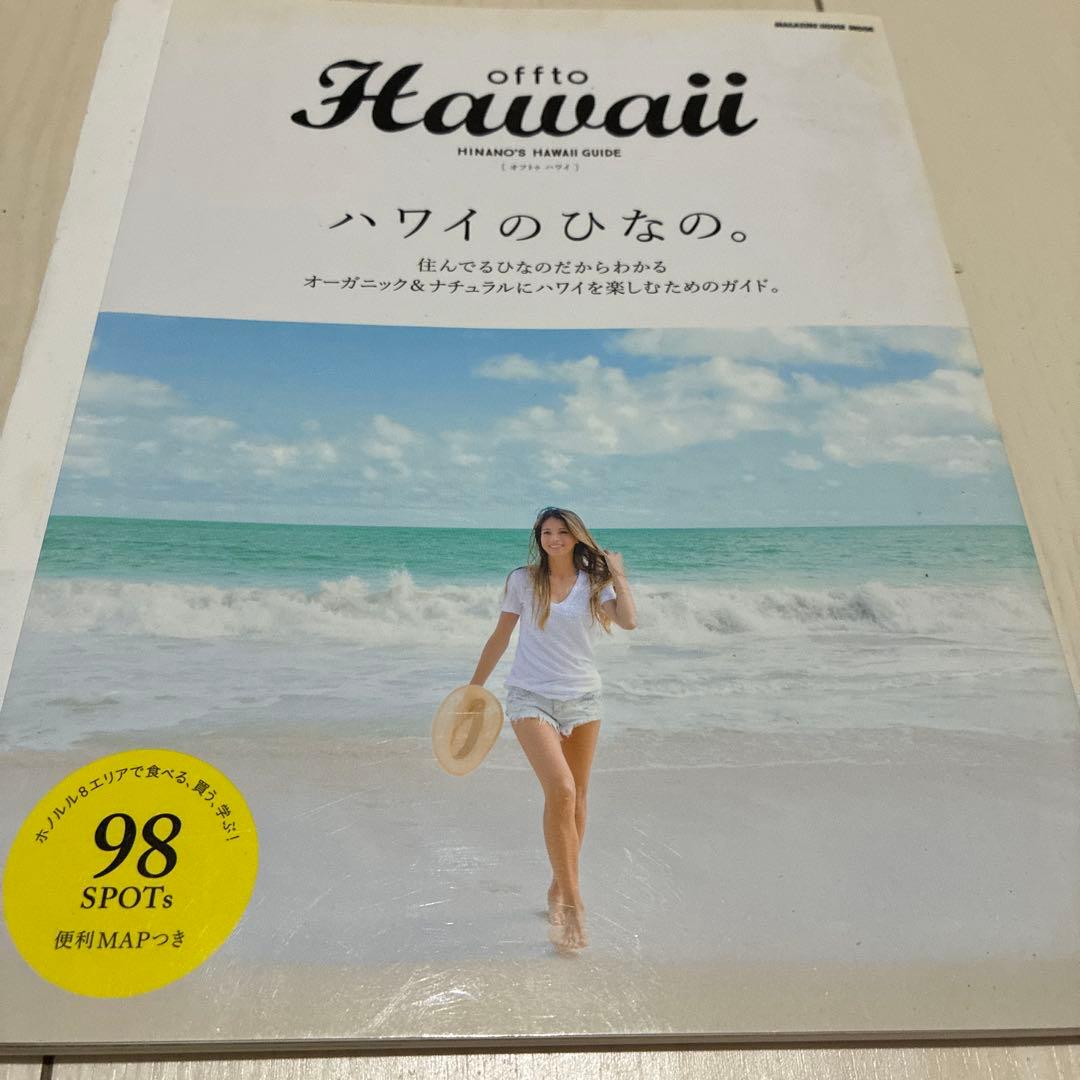 MAGAZINE HOUSE MOOK
offto
Hawaii
HINANO'S HAWAII GUIDE
[ オフトゥ ハワイ ]
ハワイのひなの。
住んでるひなのだからわかる
オーガニック&ナチュラルにハワイを楽しむためのガイド。
ホノルル8エリアで食べる、買う、学ぶ!
98
SPOTs
便利MAPつき